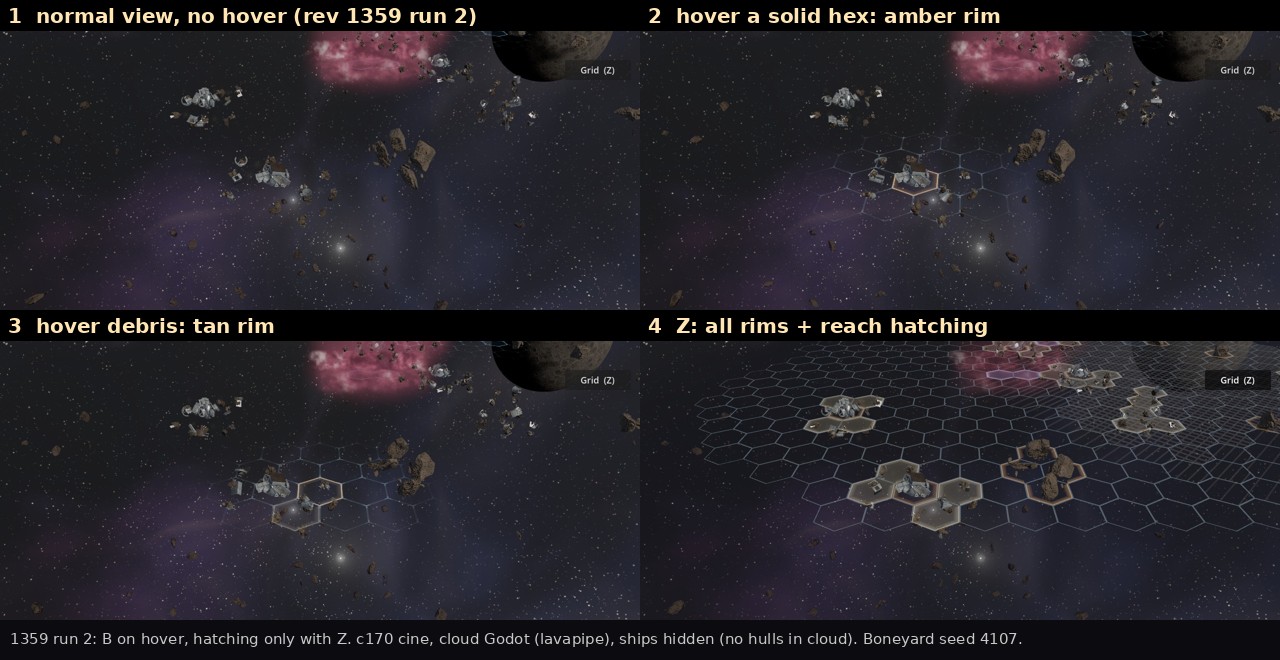 1 normal view, no hover (rev 1359 run 2)
2 hover a solid hex: amber rim
Grid (Z)
Grid (Z)
3 hover debris: tan rim
4 Z: all rims + reach hatching
Grid (Z)
Grid (Z)
1359 run 2: B on hover, hatching only with Z. c170 cine, cloud Godot (lavapipe), ships hidden (no hulls in cloud). Boneyard seed 4107.